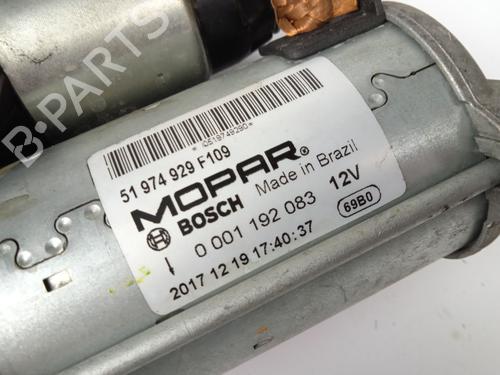 *051974929D*
51 974 929 F109
MOPAR
BOSCH Made in Brazil
0 001 192 083 12V
2017 12 19 17:40:37 69B0
B-PARTS